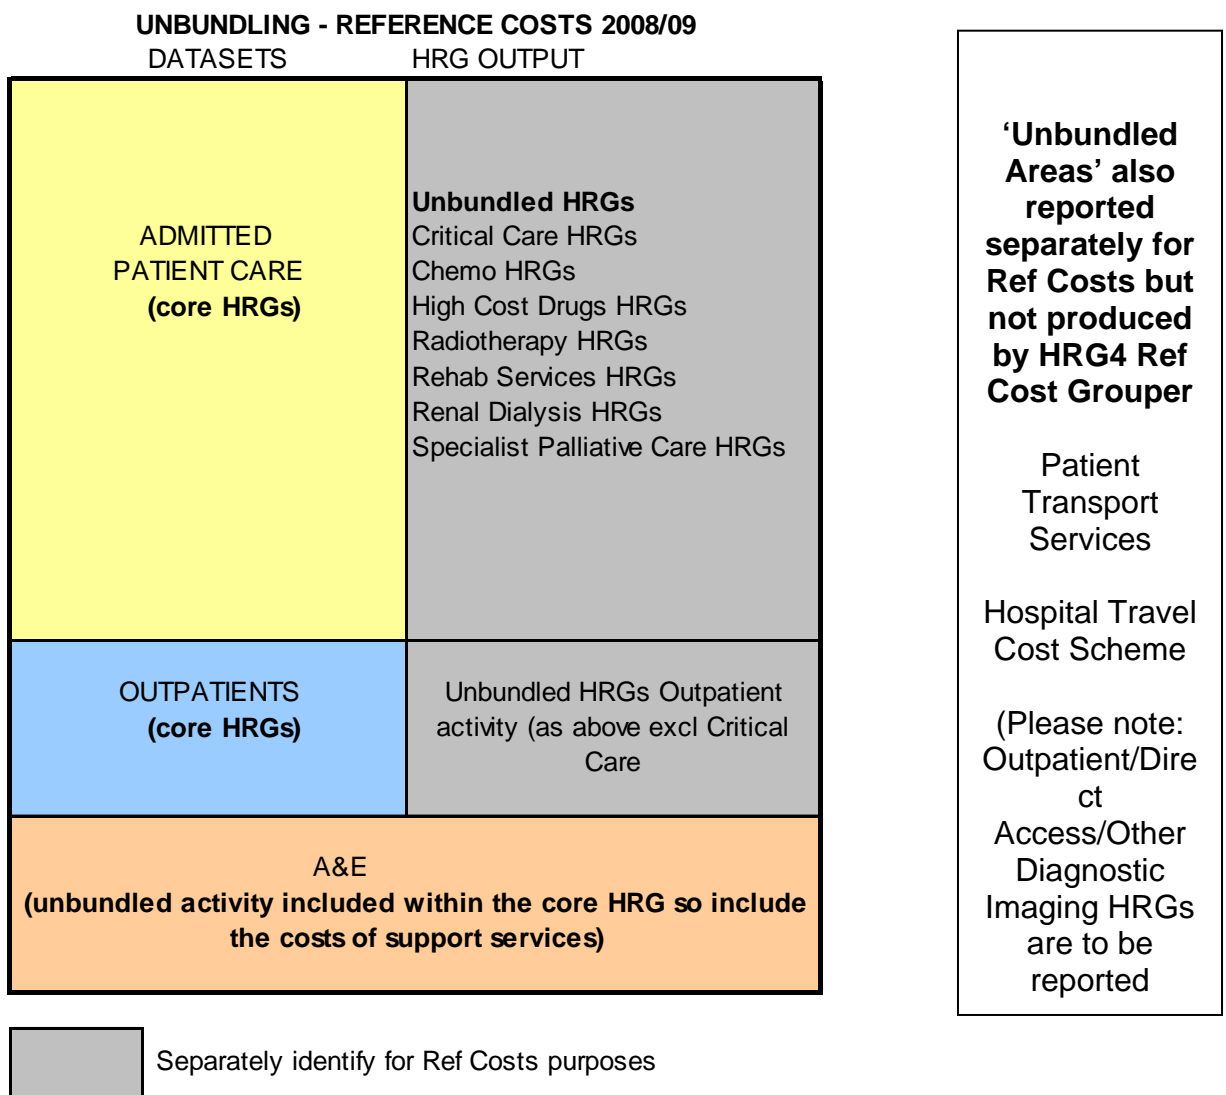 UNBUNDLING - REFERENCE COSTS 2008/09
DATASETS HRG OUTPUT
ADMITTED
PATIENT CARE
(core HRGs)
Unbundled HRGs
Critical Care HRGs
Chemo HRGs
High Cost Drugs HRGs
Radiotherapy HRGs
Rehab Services HRGs
Renal Dialysis HRGs
Specialist Palliative Care HRGs
OUTPATIENTS
(core HRGs)
Unbundled HRGs Outpatient
activity (as above excl Critical
Care
A&E
(unbundled activity included within the core HRG so include
the costs of support services)
Separately identify for Ref Costs purposes
‘Unbundled
Areas’ also
reported
separately for
Ref Costs but
not produced
by HRG4 Ref
Cost Grouper
Patient
Transport
Services
Hospital Travel
Cost Scheme
(Please note:
Outpatient/Dire
ct
Access/Other
Diagnostic
Imaging HRGs
are to be
reported